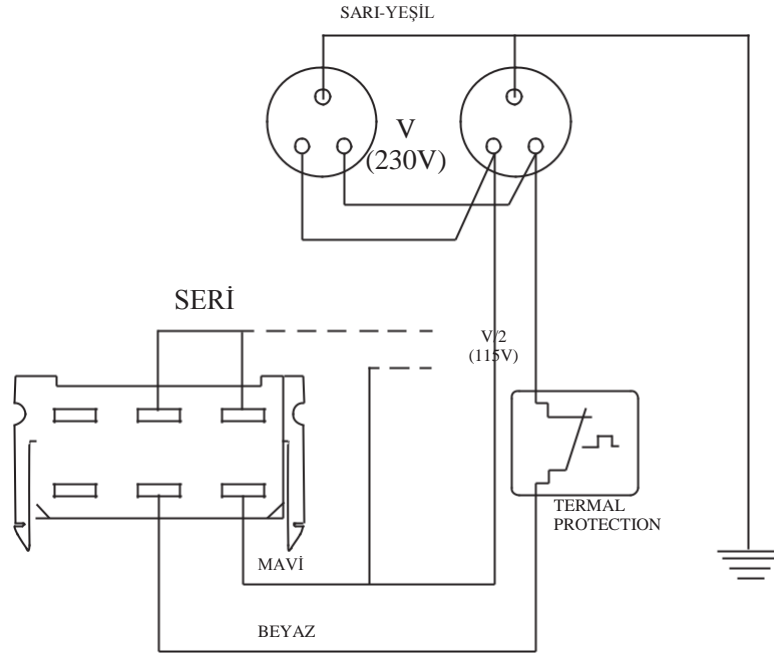 SARI-YEŞİL
V
(230V)
SERİ
V/2
(115V)
TERMAL
PROTECTION
MAVİ
BEYAZ